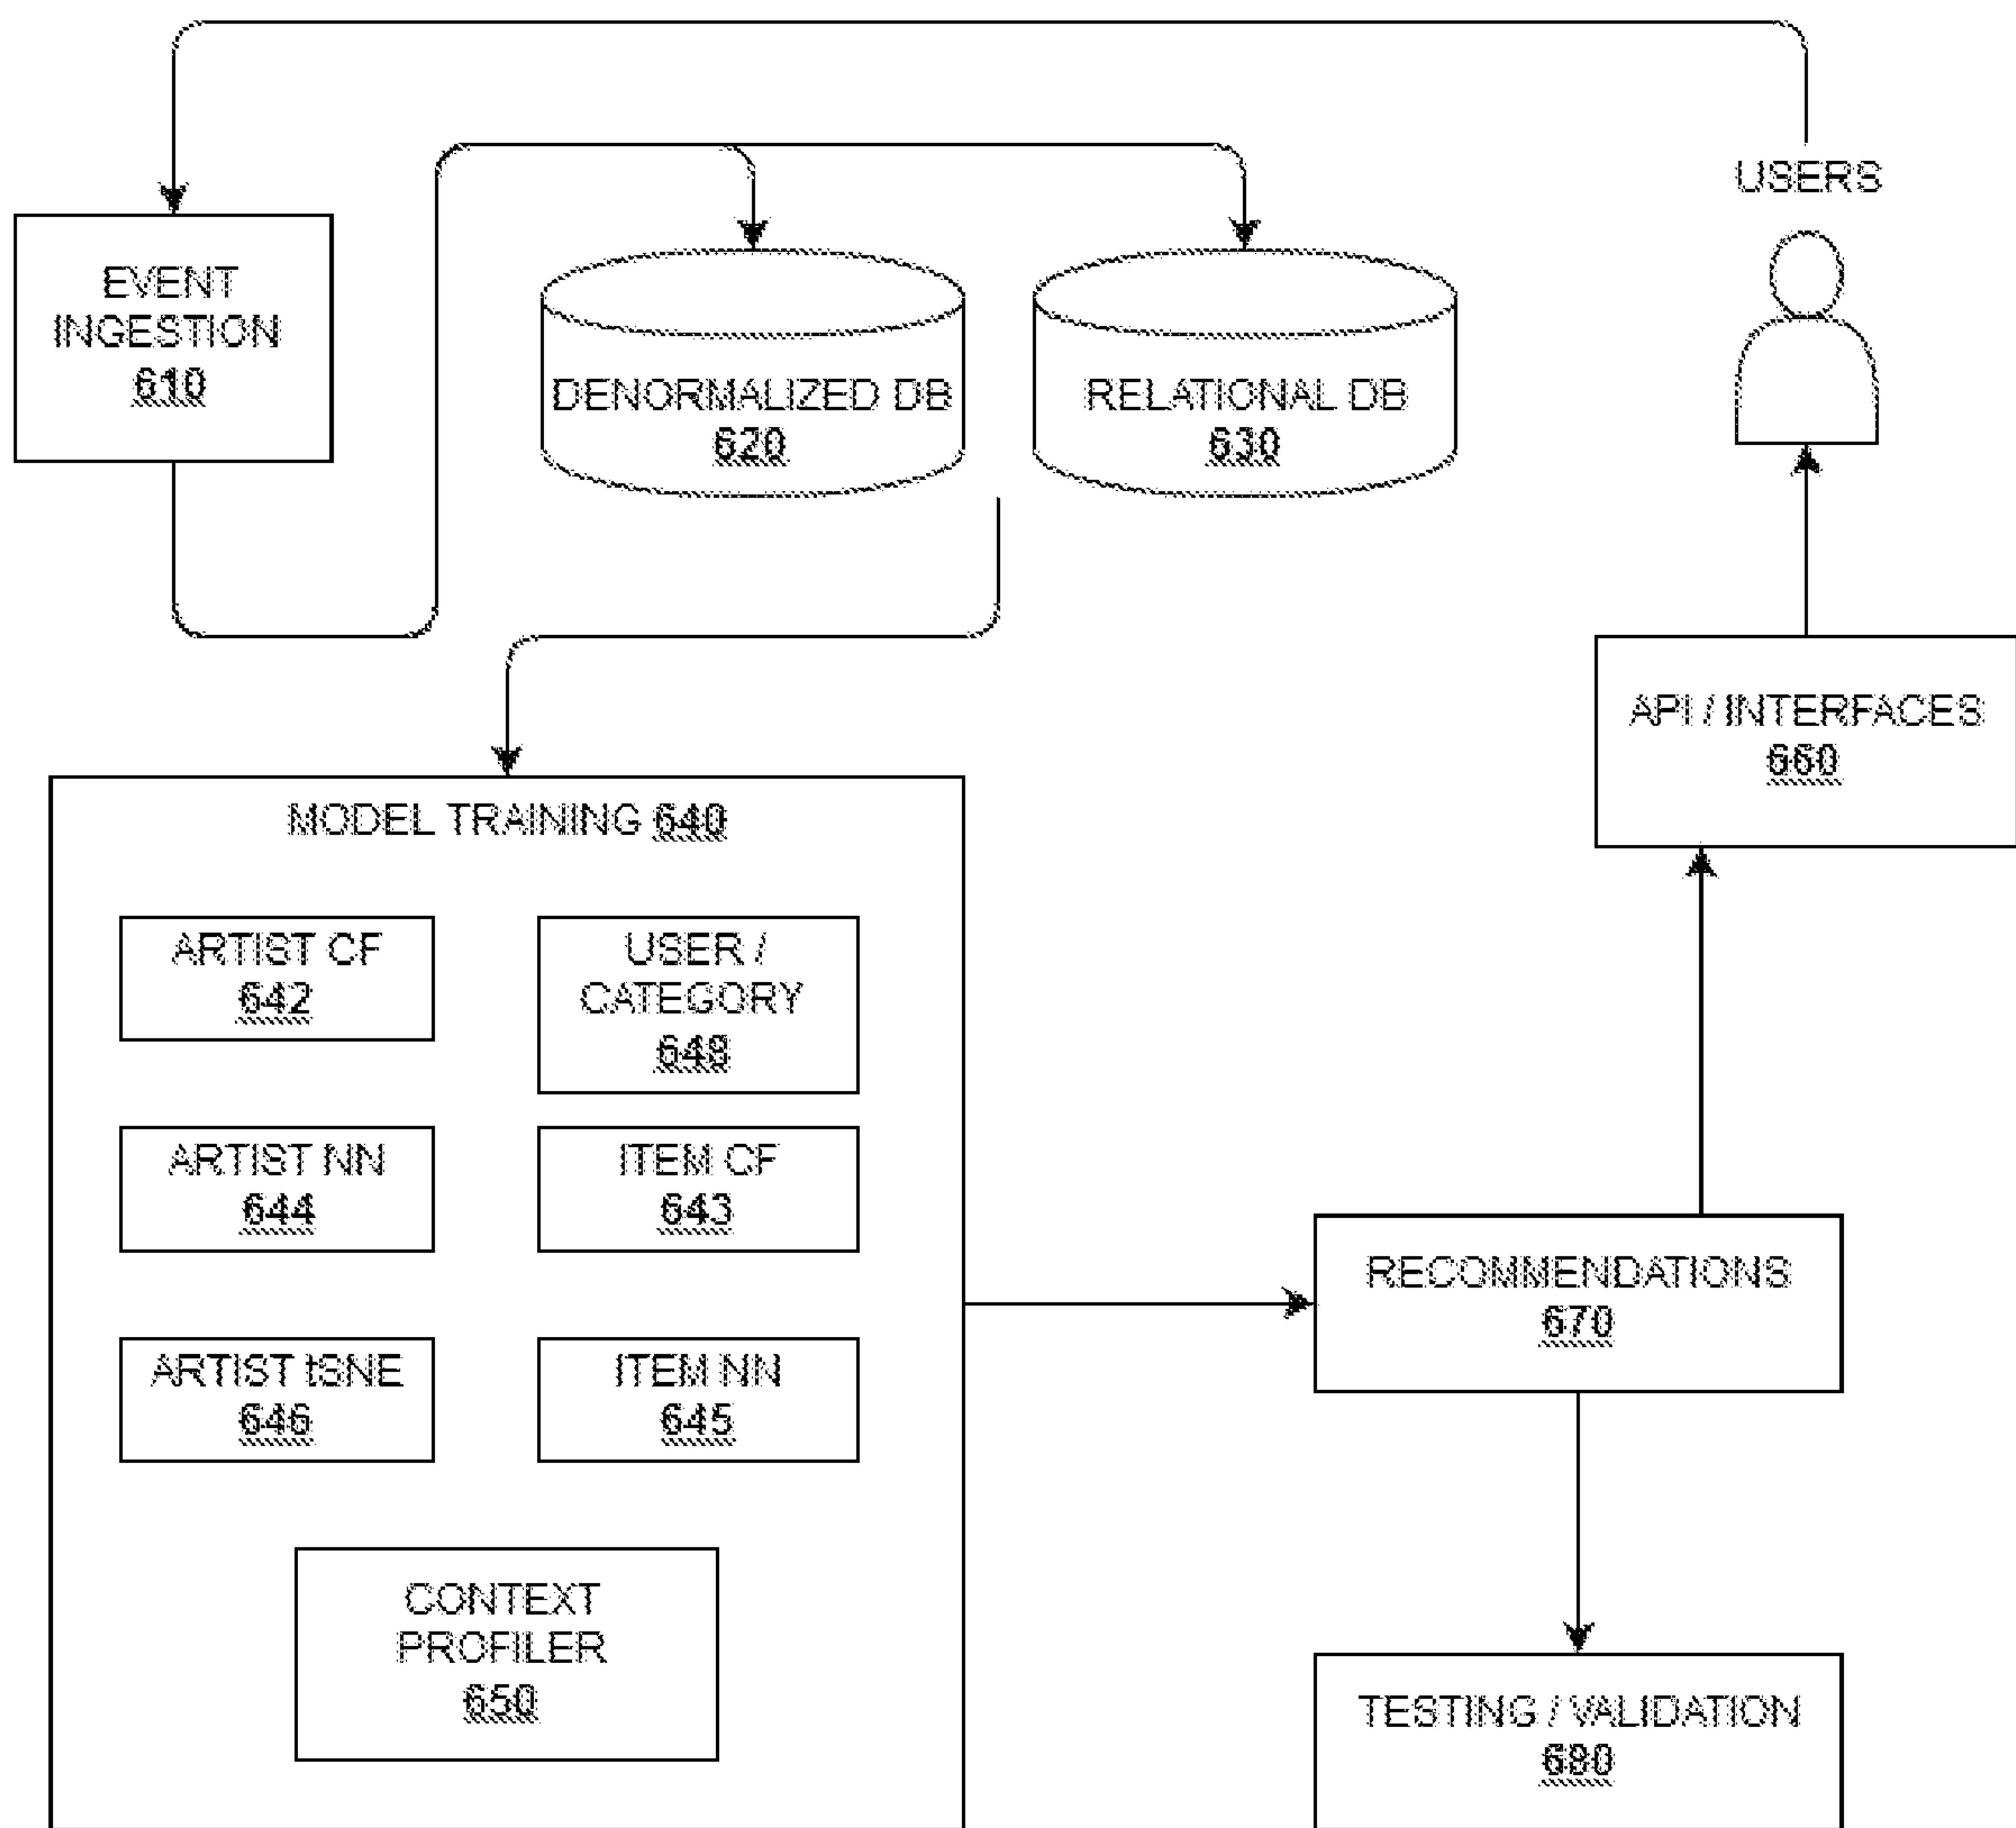 USERS
EVENT
INGESTION
610
DENORMALIZED DB
620
RELATIONAL DB
630
API / INTERFACES
660
MODEL TRAINING 640
ARTIST CF
642
USER /
CATEGORY
648
ARTIST NN
644
ITEM CF
643
ARTIST tSNE
646
ITEM NN
645
CONTEXT
PROFILER
650
RECOMMENDATIONS
670
TESTING / VALIDATION
680